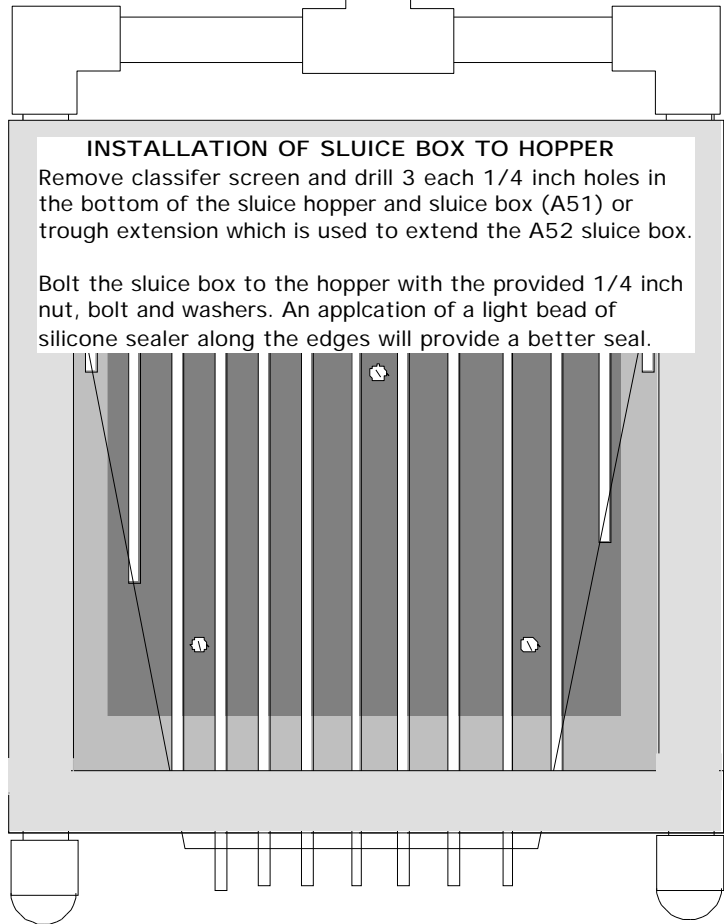 INSTALLATION OF SLUICE BOX TO HOPPER
Remove classifer screen and drill 3 each 1/4 inch holes in
the bottom of the sluice hopper and sluice box (A51) or
trough extension which is used to extend the A52 sluice box.
Bolt the sluice box to the hopper with the provided 1/4 inch
nut, bolt and washers. An applcation of a light bead of
silicone sealer along the edges will provide a better seal.